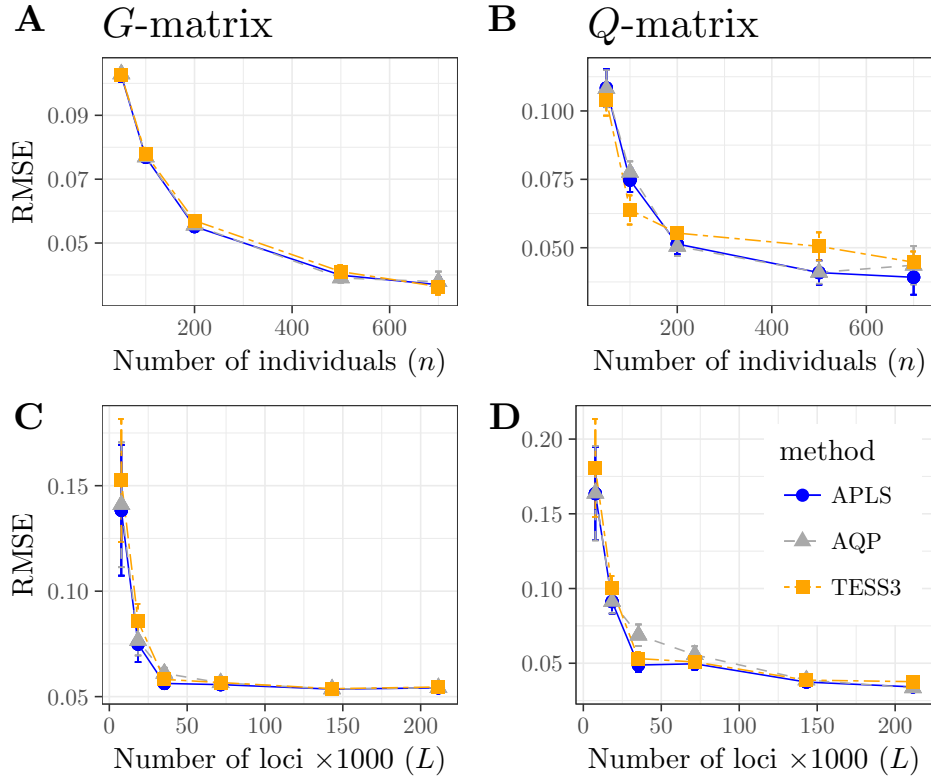 A G-matrix
B Q-matrix
RMSE
0.09
0.07
0.05
200 400 600
Number of individuals (n)
0.100
0.075
0.050
200 400 600
Number of individuals (n)
C
RMSE
0.15
0.10
0.05
0 50 100 150 200
Number of loci ×1000 (L)
D
0.20
0.15
0.10
0.05
0 50 100 150 200
Number of loci ×1000 (L)
method
APLS
AQP
TESS3